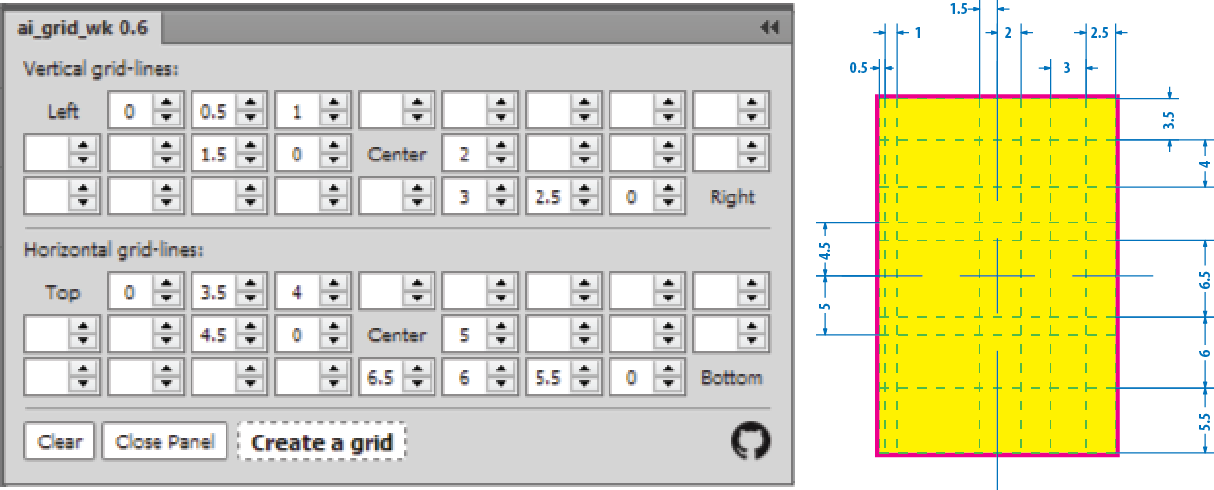 ai_grid_wk 0.6
Vertical grid-lines:
Left 0 0.5 1
1.5 0 Center 2
3 2.5 0 Right
Horizontal grid-lines:
Top 0 3.5 4
4.5 0 Center 5
6.5 6 5.5 0 Bottom
Clear Close Panel Create a grid
1.5
1 2 2.5
0.5 3
3.5
4
4.5
6.5
5
6
5.5